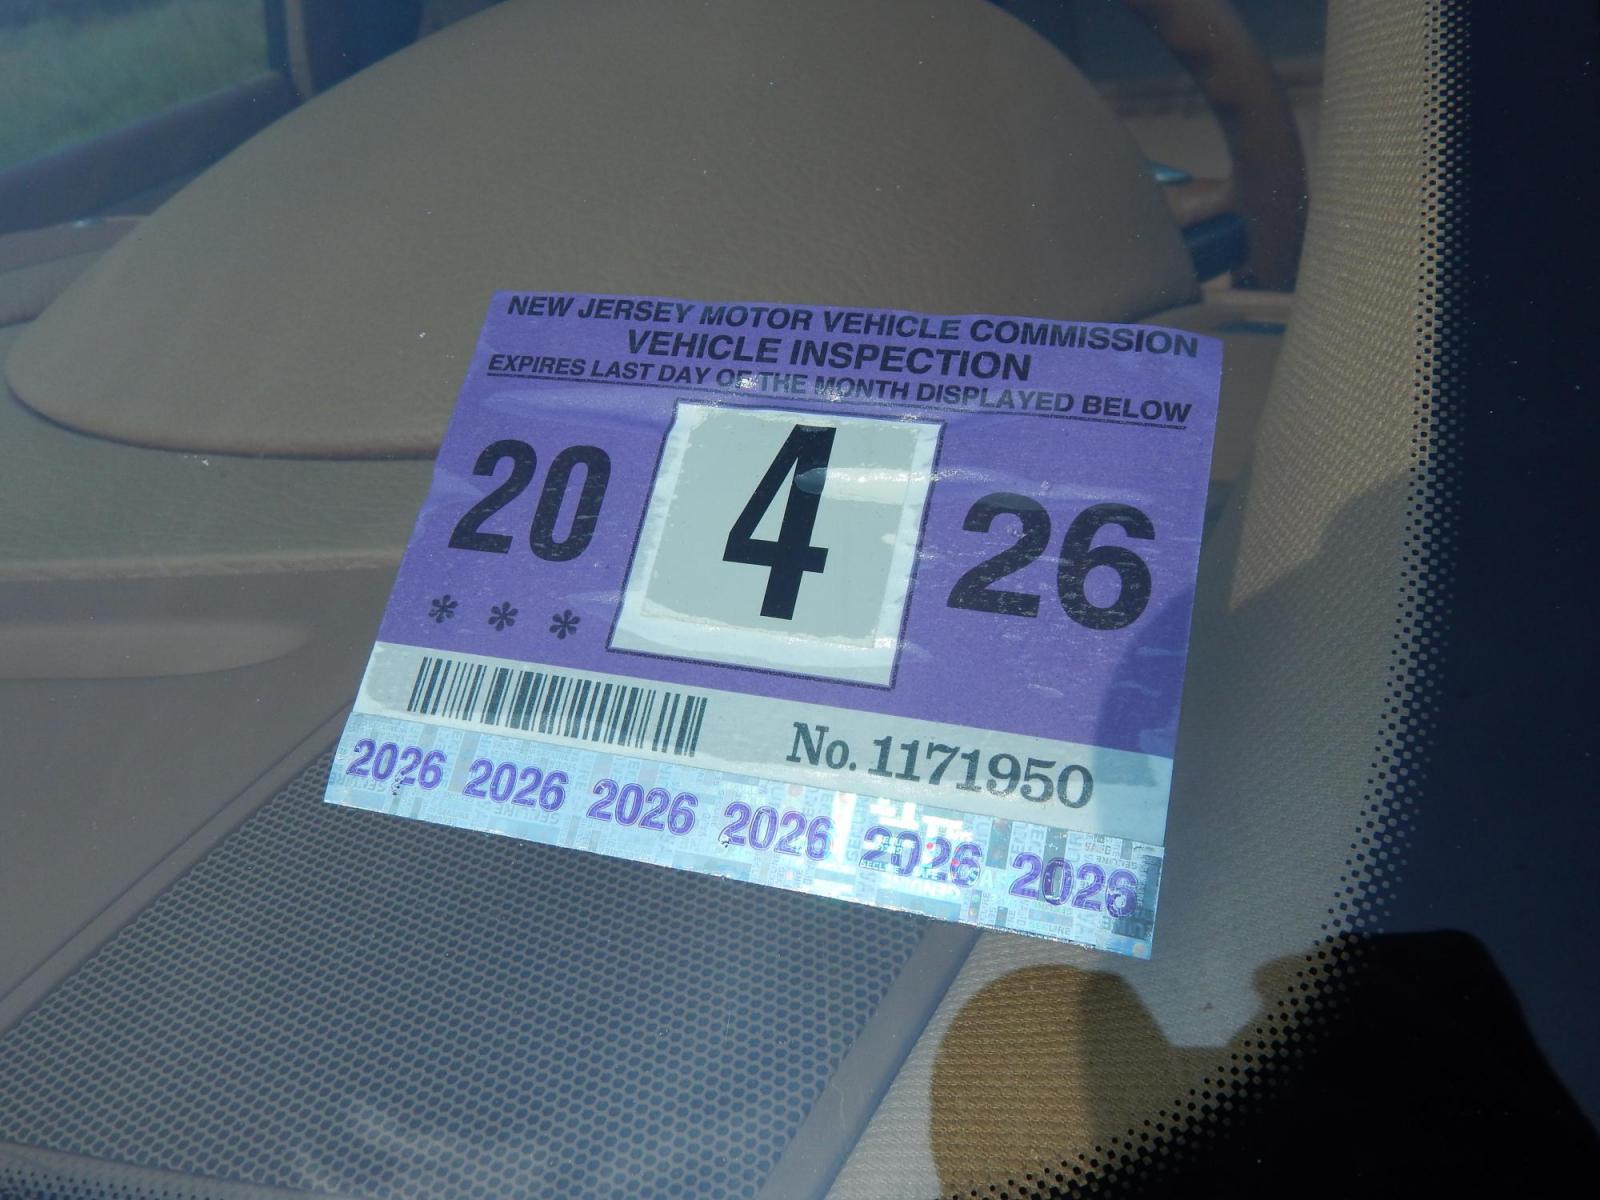 NEW JERSEY MOTOR VEHICLE COMMISSION
VEHICLE INSPECTION
EXPIRES LAST DAY OF THE MONTH DISPLAYED BELOW
20 4 26
* * *
No. 1171950
2026 2026 2026 2026 2026 2026